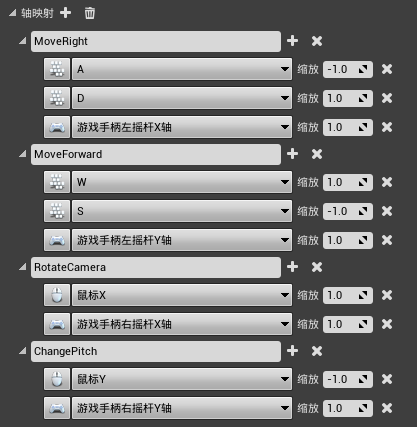 轴映射
MoveRight
A 缩放 -1.0
D 缩放 1.0
游戏手柄左摇杆X轴 缩放 1.0
MoveForward
W 缩放 1.0
S 缩放 -1.0
游戏手柄左摇杆Y轴 缩放 1.0
RotateCamera
鼠标X 缩放 1.0
游戏手柄右摇杆X轴 缩放 1.0
ChangePitch
鼠标Y 缩放 -1.0
游戏手柄右摇杆Y轴 缩放 1.0